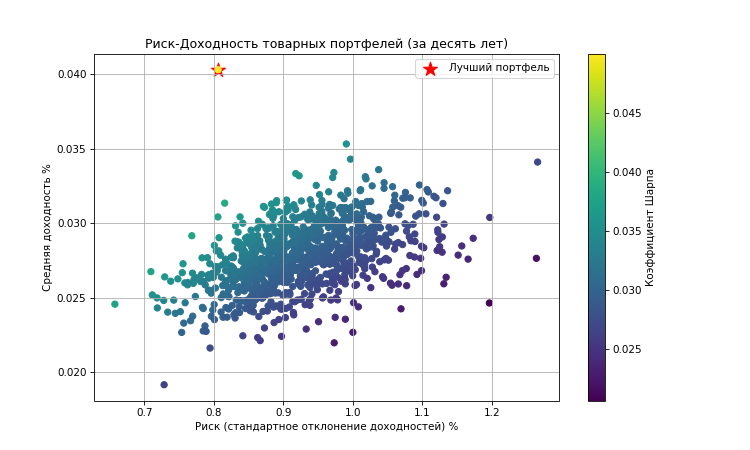 Риск-Доходность товарных портфелей (за десять лет)
Лучший портфель
Средняя доходность %
0.040
0.035
0.030
0.025
0.020
0.7 0.8 0.9 1.0 1.1 1.2
Риск (стандартное отклонение доходностей) %
0.045
0.040
0.035
0.030
0.025
Коэффициент Шарпа